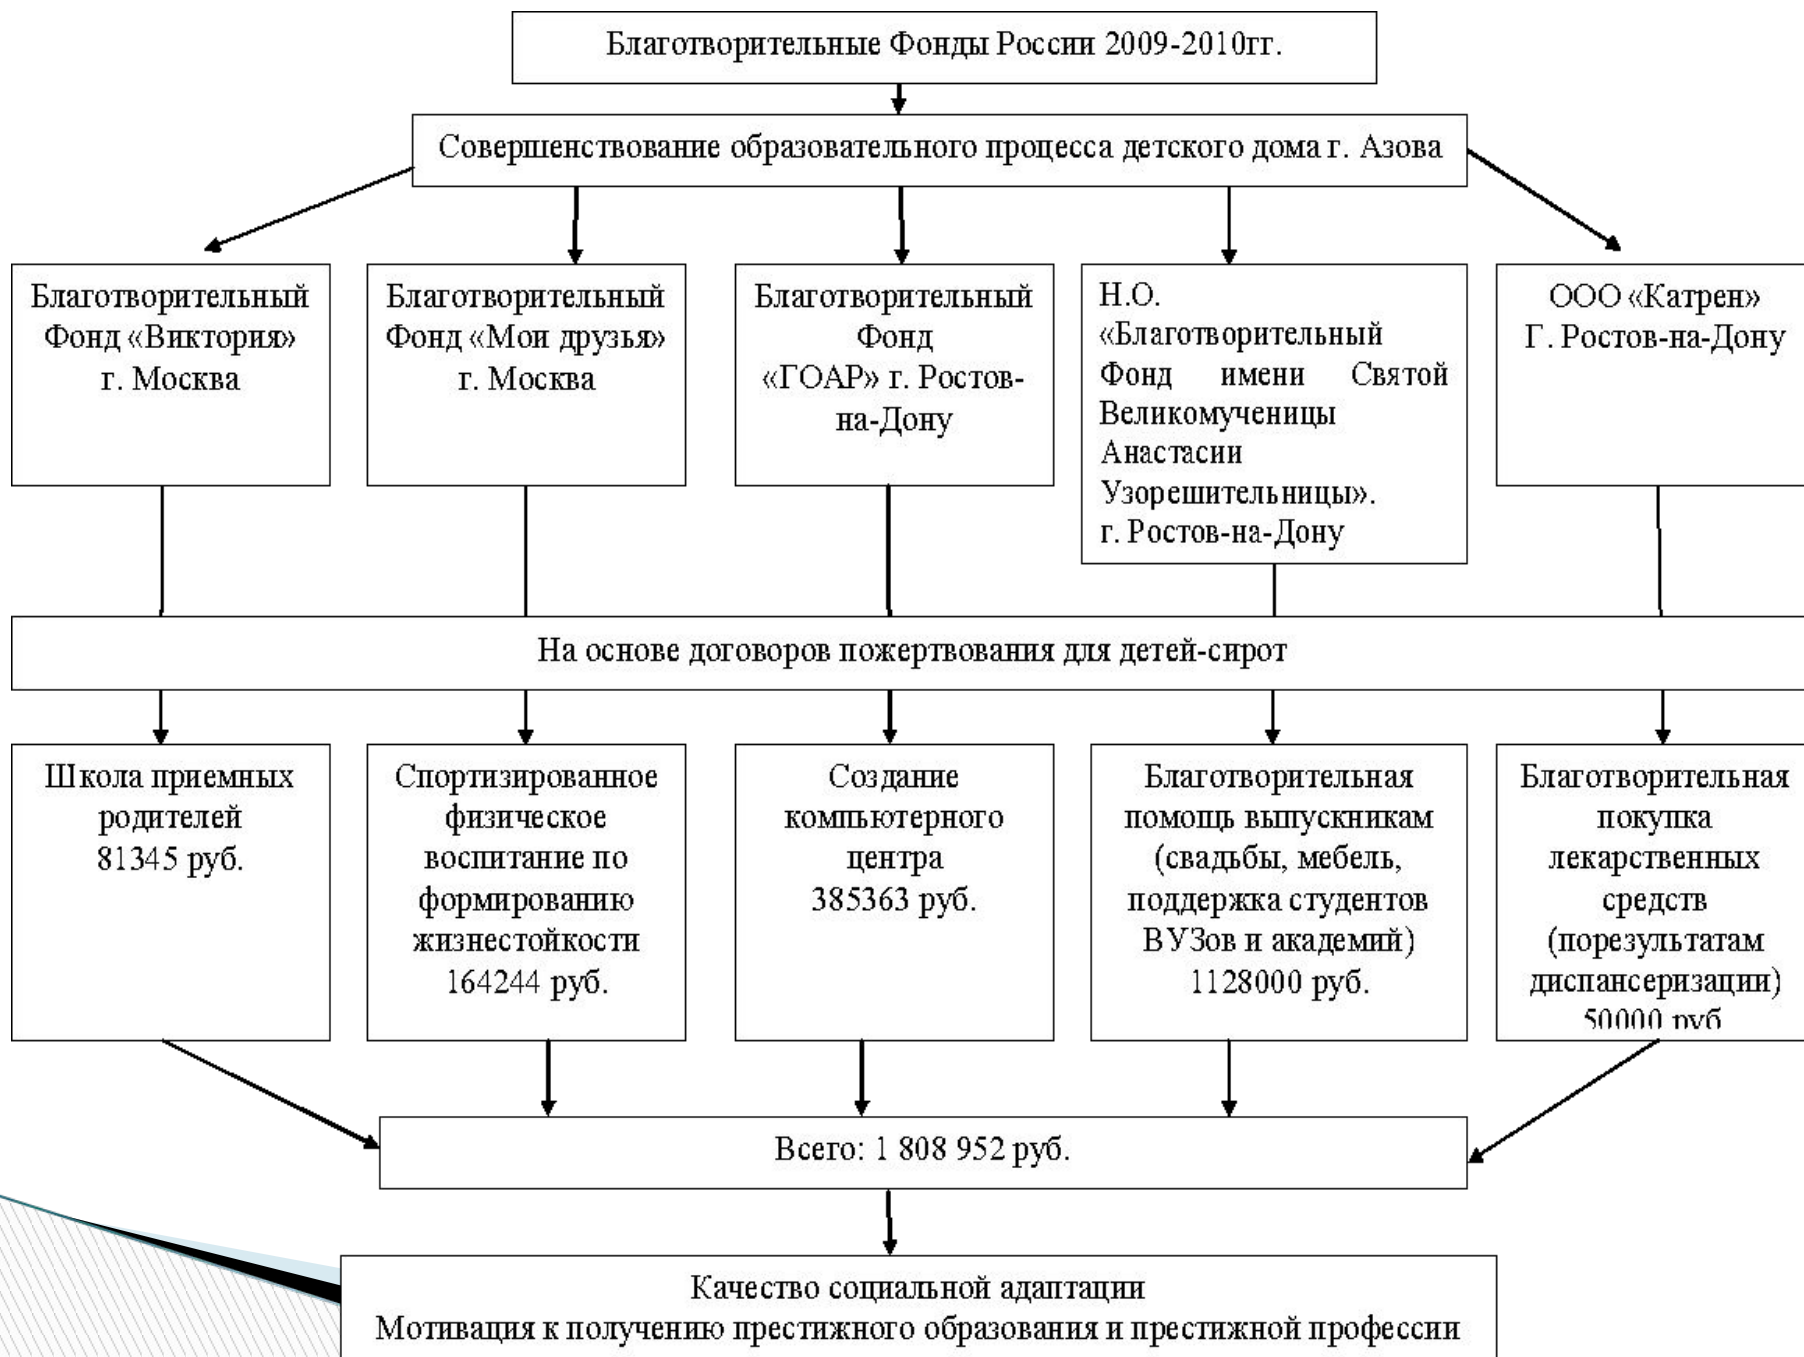 Благотворительные Фонды России 2009-2010гг.
Совершенствование образовательного процесса детского дома г. Азова
Благотворительный
Фонд «Виктория»
г. Москва
Благотворительный
Фонд «Мои друзья»
г. Москва
Благотворительный
Фонд
«ГОАР» г. Ростов-
на-Дону
Н.О.
«Благотворительный
Фонд имени Святой
Великомученицы
Анастасии
Узорешительницы».
г. Ростов-на-Дону
ООО «Катрен»
Г. Ростов-на-Дону
На основе договоров пожертвования для детей-сирот
Школа приемных
родителей
81345 руб.
Спортизированное
физическое
воспитание по
формированию
жизнестойкости
164244 руб.
Создание
компьютерного
центра
385363 руб.
Благотворительная
помощь выпускникам
(свадьбы, мебель,
поддержка студентов
ВУЗов и академий)
1128000 руб.
Благотворительная
покупка
лекарственных
средств
(порезультатам
диспансеризации)
50000 руб
Всего: 1 808 952 руб.
Качество социальной адаптации
Мотивация к получению престижного образования и престижной профессии